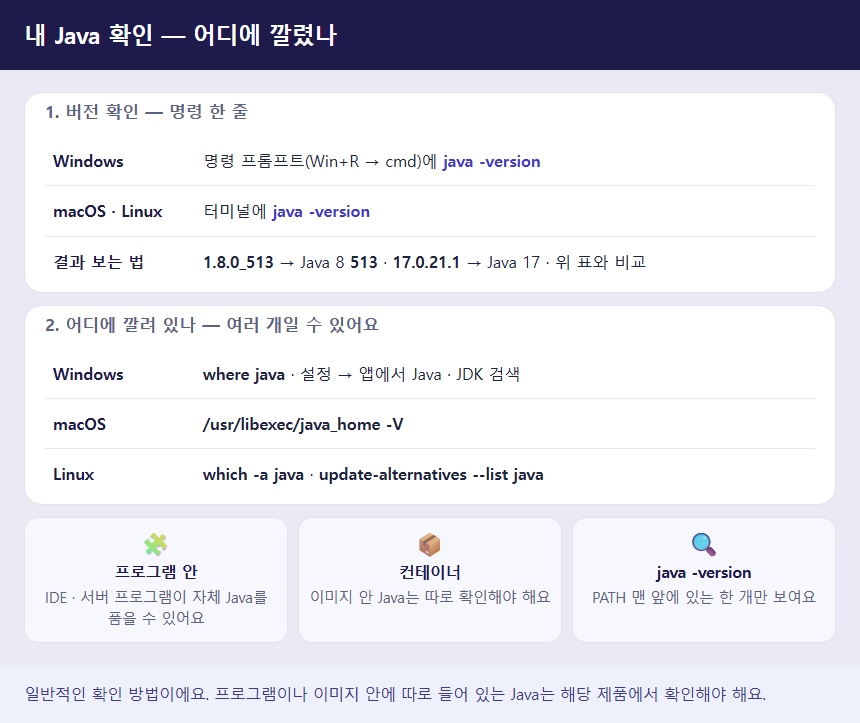 내 Java 확인 — 어디에 깔렸나
1. 버전 확인 — 명령 한 줄
Windows 명령 프롬프트(Win+R → cmd)에 java -version
macOS · Linux 터미널에 java -version
결과 보는 법 1.8.0_513 → Java 8 513 · 17.0.21.1 → Java 17 · 위 표와 비교
2. 어디에 깔려 있나 — 여러 개일 수 있어요
Windows where java · 설정 → 앱에서 Java · JDK 검색
macOS /usr/libexec/java_home -V
Linux which -a java · update-alternatives --list java
프로그램 안
IDE · 서버 프로그램이 자체 Java를
품을 수 있어요
컨테이너
이미지 안 Java는 따로 확인해야 해요
java -version
PATH 맨 앞에 있는 한 개만 보여요
일반적인 확인 방법이에요. 프로그램이나 이미지 안에 따로 들어 있는 Java는 해당 제품에서 확인해야 해요.